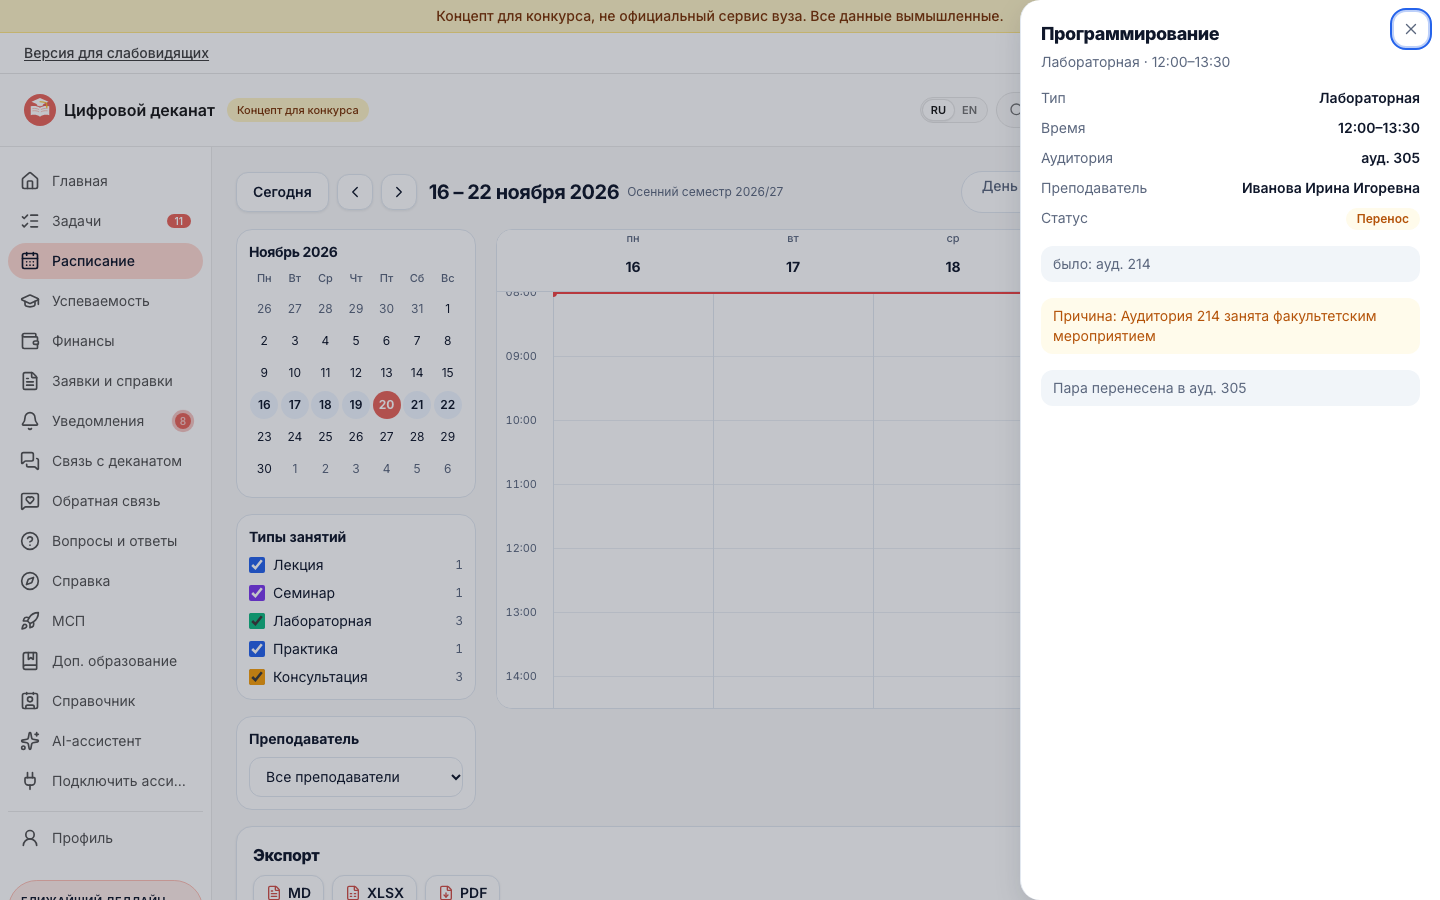 Концепт для конкурса, не официальный сервис вуза. Все данные вымышленные.
Версия для слабовидящих
Цифровой деканат
Концепт для конкурса
RU EN
Главная
Задачи 11
Расписание
Успеваемость
Финансы
Заявки и справки
Уведомления 8
Связь с деканатом
Обратная связь
Вопросы и ответы
Справка
МСП
Доп. образование
Справочник
AI-ассистент
Подключить асси...
Профиль
Сегодня
16 – 22 ноября 2026 Осенний семестр 2026/27
День
Ноябрь 2026
Пн Вт Ср Чт Пт Сб Вс
26 27 28 29 30 31 1
2 3 4 5 6 7 8
9 10 11 12 13 14 15
16 17 18 19 20 21 22
23 24 25 26 27 28 29
30 1 2 3 4 5 6
Типы занятий
Лекция 1
Семинар 1
Лабораторная 3
Практика 1
Консультация 3
Преподаватель
Все преподаватели
Экспорт
MD XLSX PDF
пн вт ср
16 17 18
08:00
09:00
10:00
11:00
12:00
13:00
14:00
Программирование
Лабораторная · 12:00–13:30
Тип Лабораторная
Время 12:00–13:30
Аудитория ауд. 305
Преподаватель Иванова Ирина Игоревна
Статус Перенос
было: ауд. 214
Причина: Аудитория 214 занята факультетским
мероприятием
Пара перенесена в ауд. 305